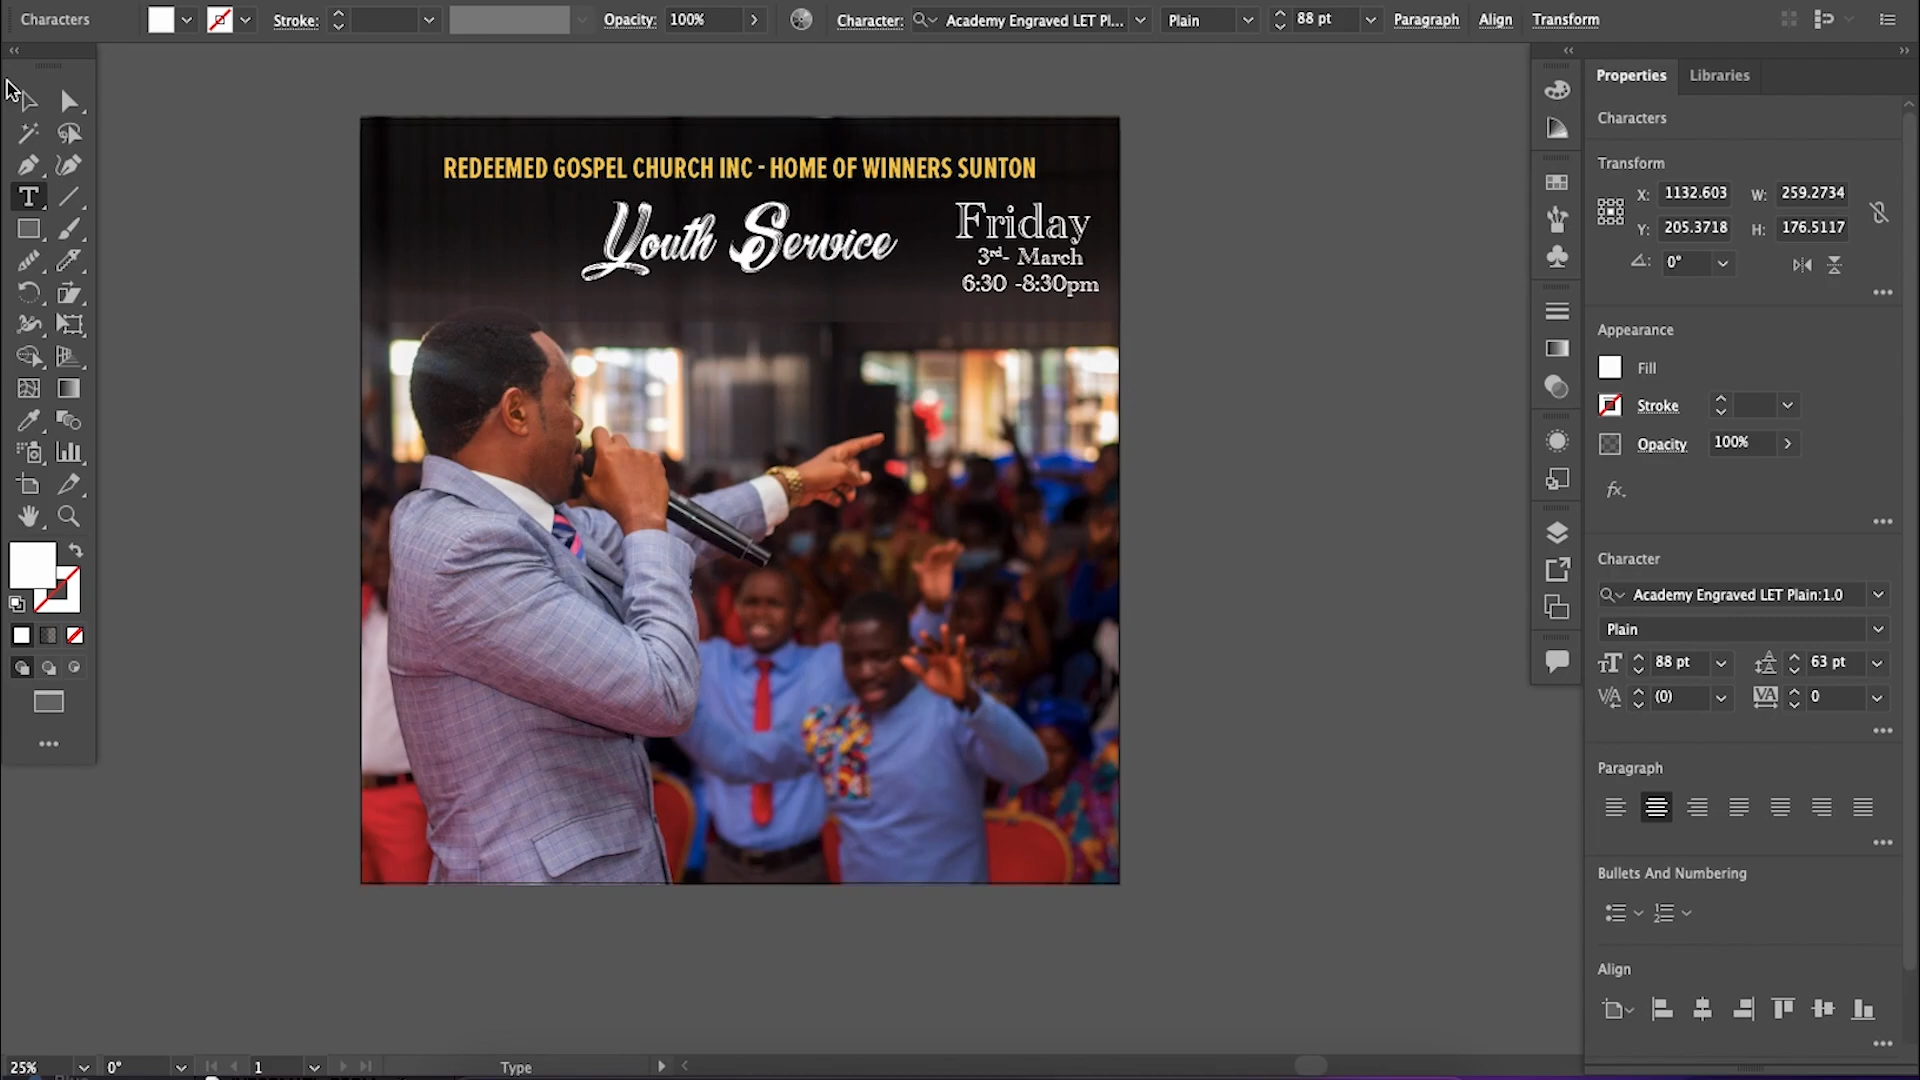 Characters
Stroke:
Opacity: 100%
Character: Academy Engraved LET Pl... Plain 88 pt Paragraph Align Transform
Properties Libraries
Characters
Transform
X: 1132.603 W: 259.2734
Y: 205.3718 H: 176.5117
0°
Appearance
Fill
Stroke
Opacity 100%
fx.
Character
Academy Engraved LET Plain:1.0
Plain
88 pt 63 pt
(0) 0
Paragraph
Bullets And Numbering
Align
REDEEMED GOSPEL CHURCH INC - HOME OF WINNERS SUNTON
Youth Service
Friday
3rd- March
6:30 -8:30pm
25% 0° 1 Type